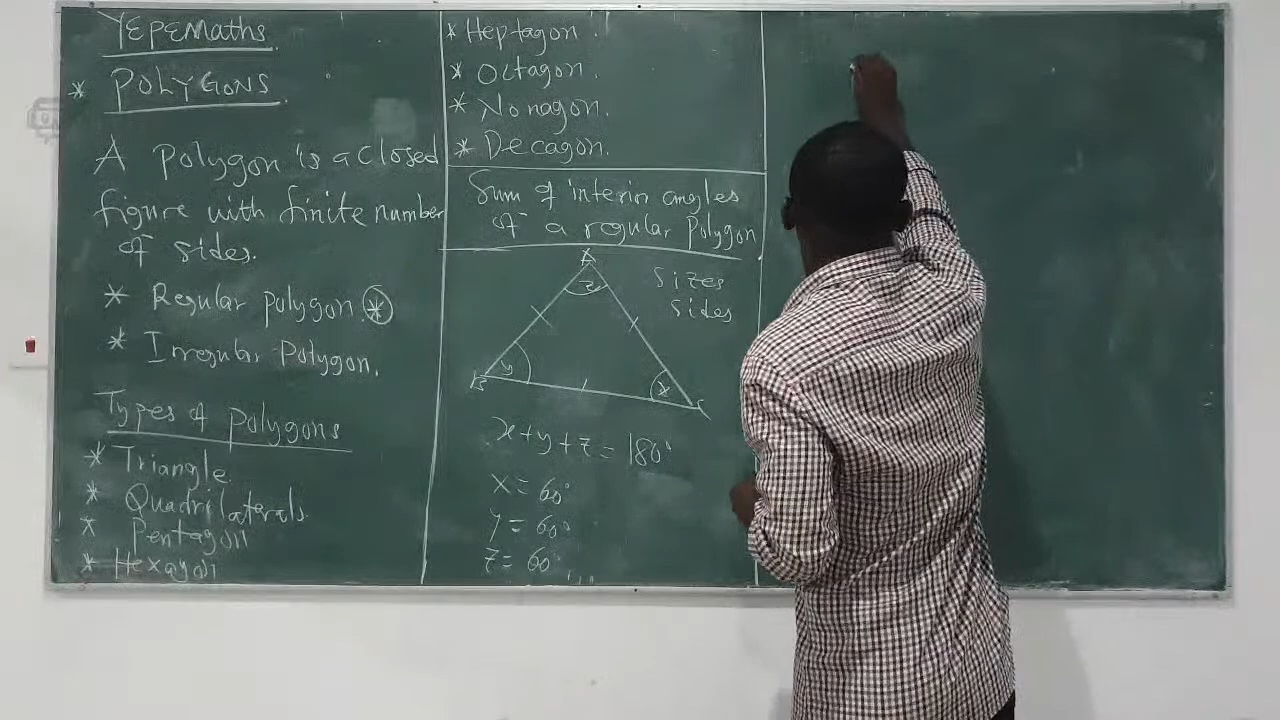 YEPEMaths
* POLYGONS
A Polygon is a closed
figure with finite number
of sides.
* Regular polygon. *
* Irregular Polygon.
Types of polygons
* Triangle
* Quadrilaterals.
* Pentagon
* Hexagon
* Heptagon.
* Octagon.
* Nonagon.
* Decagon.
Sum of interior angles
of a regular polygon
A
z
Sizes
sides
y
B
x
C
x+y+z=180°
x=60°
y=60°
z=60°